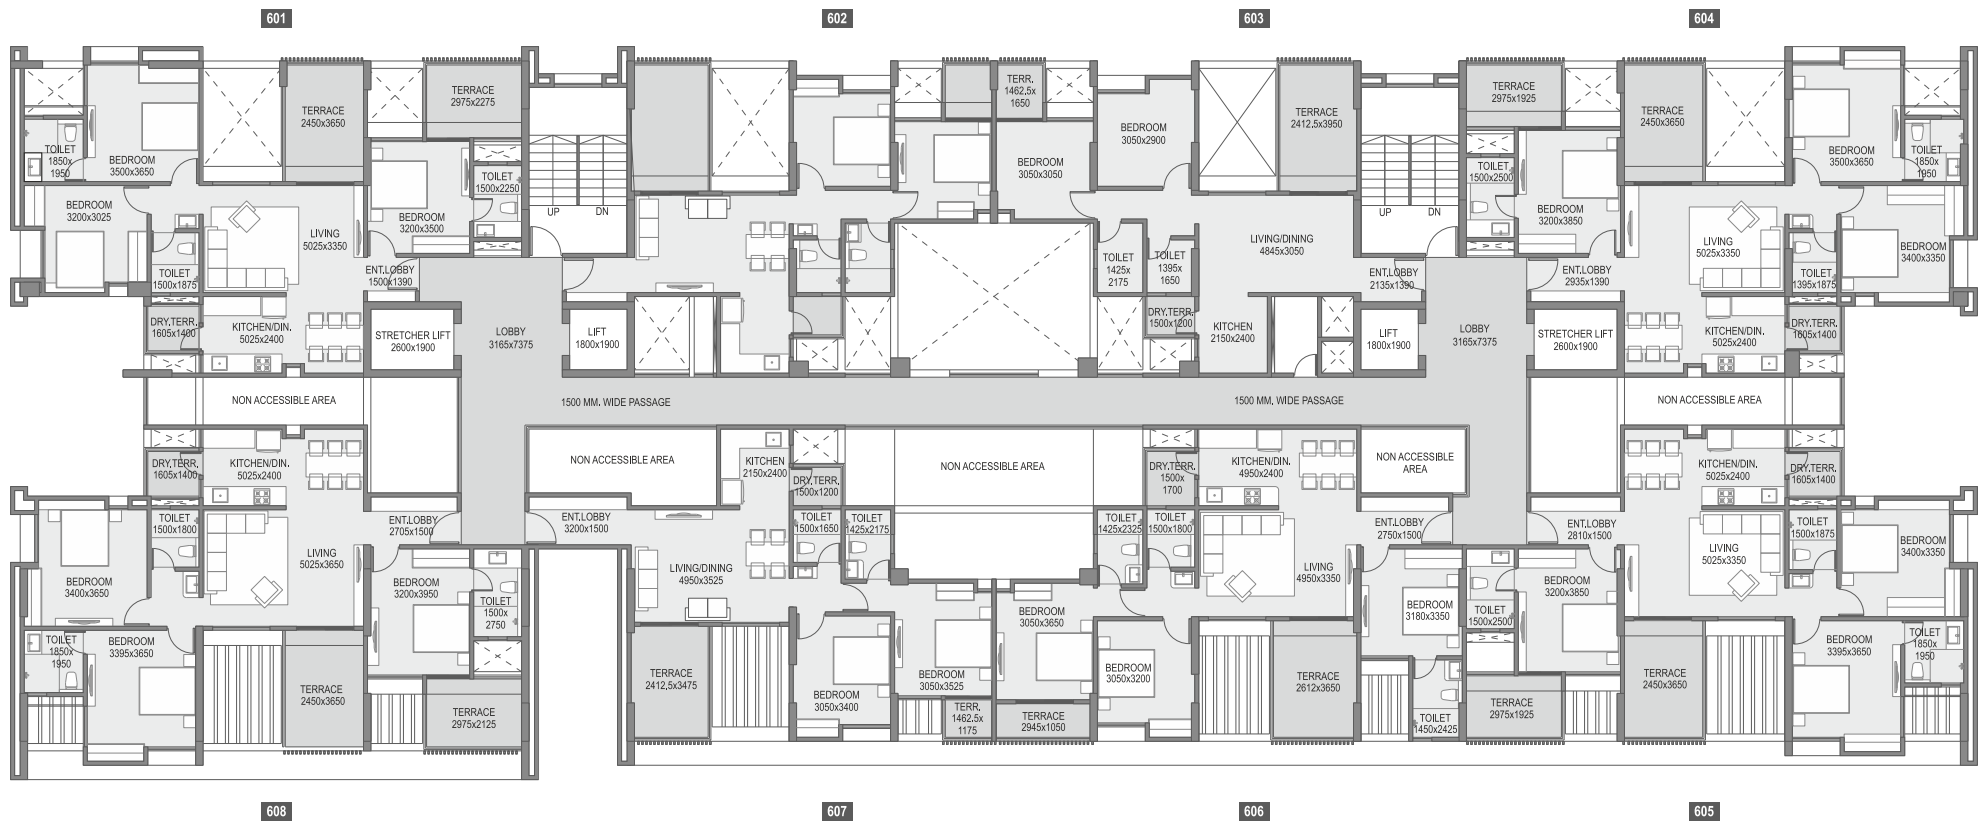 601
602
603
604
TERRACE
2450x3650
TERRACE
2975x2275
TERR.
1462.5x
1650
BEDROOM
3050x2900
TERRACE
2412.5x3950
TERRACE
2975x1925
TERRACE
2450x3650
TOILET
1850x
1950
BEDROOM
3500x3650
BEDROOM
3200x3025
TOILET
1500x2250
BEDROOM
3200x3500
UP
DN
BEDROOM
3050x3050
UP
DN
TOILET
1500x2500
BEDROOM
3200x3850
BEDROOM
3500x3650
TOILET
1850x
1950
LIVING
5025x3350
TOILET
1500x1875
ENT.LOBBY
1500x1390
TOILET
1425x
2175
TOILET
1395x
1650
LIVING/DINING
4845x3050
ENT.LOBBY
2135x1390
ENT.LOBBY
2935x1390
LIVING
5025x3350
TOILET
1395x1875
BEDROOM
3400x3350
DRY.TERR.
1605x1400
KITCHEN/DIN.
5025x2400
STRETCHER LIFT
2600x1900
LOBBY
3165x7375
LIFT
1800x1900
DRY.TERR.
1500x1200
KITCHEN
2150x2400
LIFT
1800x1900
LOBBY
3165x7375
STRETCHER LIFT
2600x1900
KITCHEN/DIN.
5025x2400
DRY.TERR.
1605x1400
NON ACCESSIBLE AREA
1500 MM. WIDE PASSAGE
1500 MM. WIDE PASSAGE
NON ACCESSIBLE AREA
DRY.TERR.
1605x1400
KITCHEN/DIN.
5025x2400
NON ACCESSIBLE AREA
KITCHEN
2150x2400
DRY.TERR.
1500x1200
NON ACCESSIBLE AREA
DRY.TERR.
1500x
1700
KITCHEN/DIN.
4950x2400
NON ACCESSIBLE
AREA
KITCHEN/DIN.
5025x2400
DRY.TERR.
1605x1400
TOILET
1500x1800
ENT.LOBBY
2705x1500
ENT.LOBBY
3200x1500
TOILET
1500x1650
TOILET
1425x2175
TOILET
1425x2325
TOILET
1500x1800
ENT.LOBBY
2750x1500
ENT.LOBBY
2810x1500
TOILET
1500x1875
BEDROOM
3400x3350
BEDROOM
3400x3650
LIVING
5025x3650
BEDROOM
3200x3950
TOILET
1500x
2750
LIVING/DINING
4950x3525
LIVING
4950x3350
BEDROOM
3180x3350
TOILET
1500x2500
BEDROOM
3200x3850
LIVING
5025x3350
TOILET
1850x
1950
BEDROOM
3395x3650
BEDROOM
3050x3650
BEDROOM
3395x3650
TOILET
1850x
1950
TERRACE
2450x3650
TERRACE
2975x2125
TERRACE
2412,5x3475
BEDROOM
3050x3400
BEDROOM
3050x3525
TERR.
1462.5x
1175
TERRACE
2945x1050
BEDROOM
3050x3200
TERRACE
2612x3650
TOILET
1450x2425
TERRACE
2975x1925
TERRACE
2450x3650
608
607
606
605